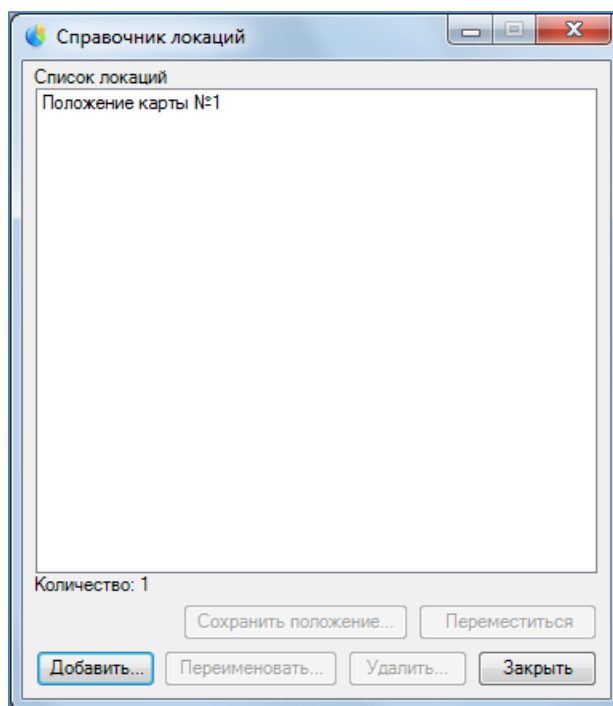 Справочник локаций
Список локаций
Положение карты №1
Количество: 1
Сохранить положение... Переместиться
Добавить... Переименовать... Удалить... Закрыть